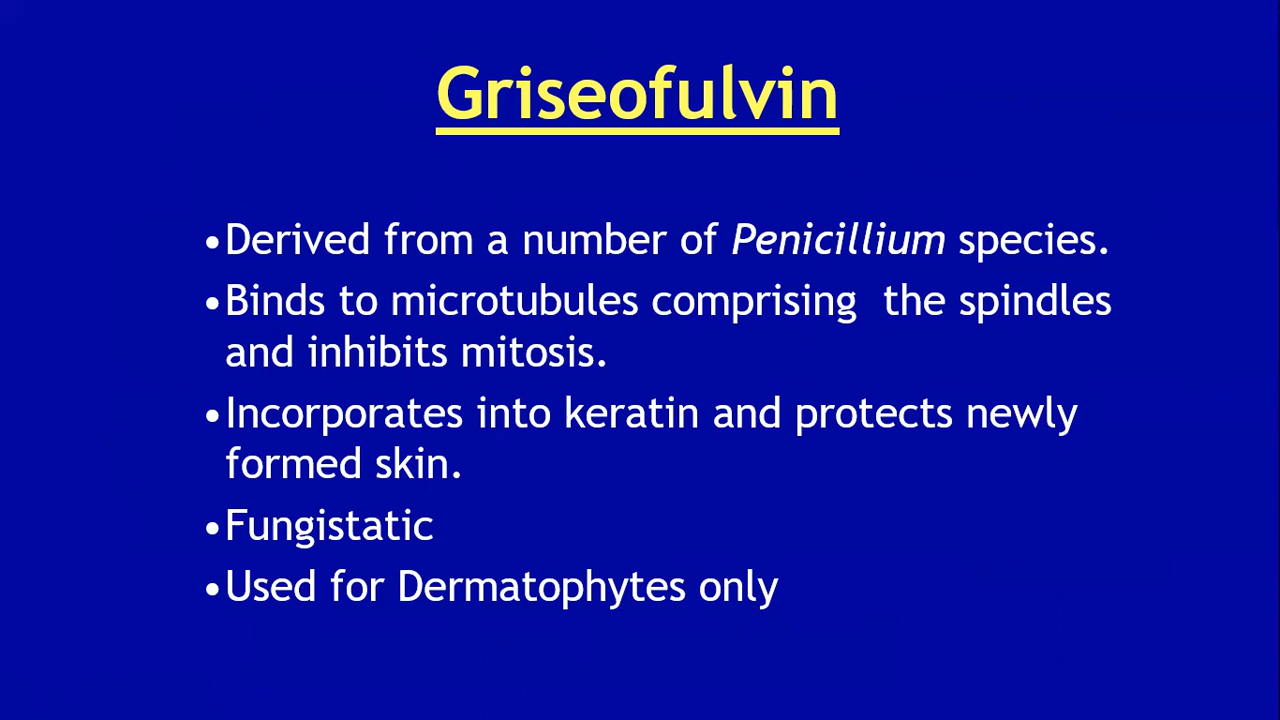 Griseofulvin
•Derived from a number of Penicillium species.
•Binds to microtubules comprising  the spindles
and inhibits mitosis.
•Incorporates into keratin and protects newly
formed skin.
•Fungistatic
•Used for Dermatophytes only